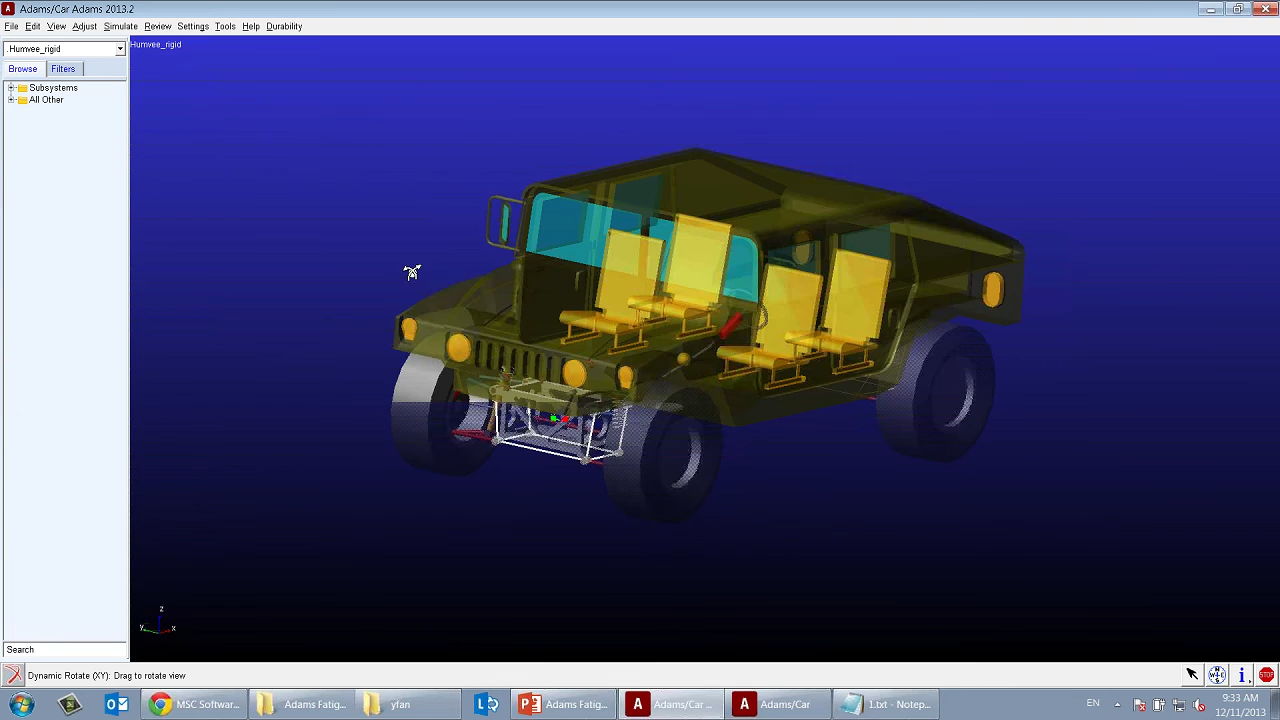 Adams/Car Adams 2013.2
File Edit View Adjust Simulate Review Settings Tools Help Durability
.Humvee_rigid
Humvee_rigid
Browse Filters
Subsystems
All Other
z
y x
Search
Dynamic Rotate (XY): Drag to rotate view
STOP
MSC Softwar... Adams Fatig... yfan Adams Fatig... Adams/Car ... Adams/Car 1.txt - Notep... EN
9:33 AM
12/11/2013